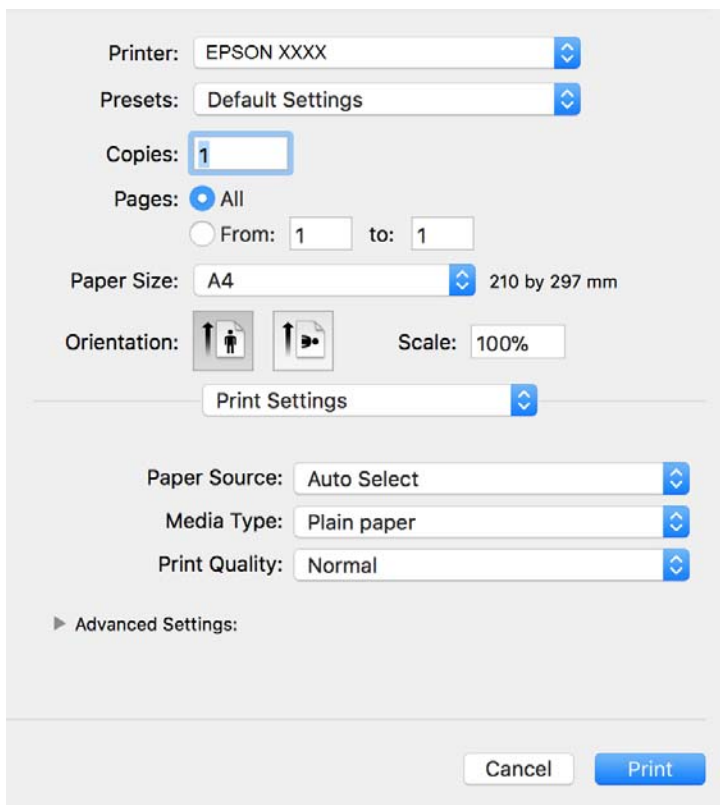 Printer: EPSON XXXX
Presets: Default Settings
Copies: 1
Pages: All
From: 1 to: 1
Paper Size: A4 210 by 297 mm
Orientation: Scale: 100%
Print Settings
Paper Source: Auto Select
Media Type: Plain paper
Print Quality: Normal
Advanced Settings:
Cancel Print